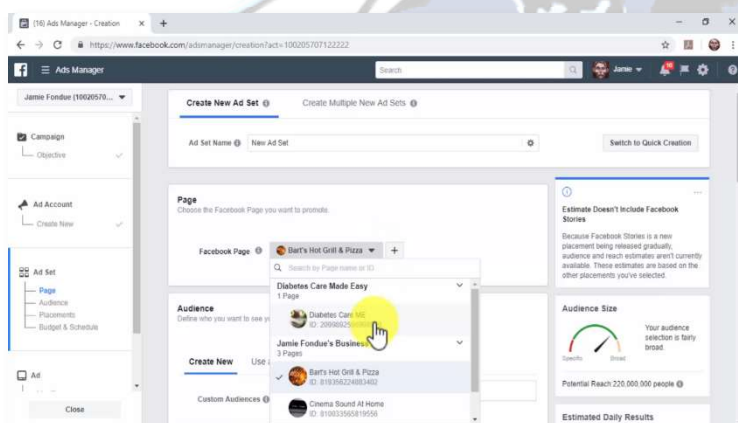 (16) Ads Manager - Creation
https://www.facebook.com/adsmanager/creation?act=100205707122222
Ads Manager
Search
Jamie
Jamie Fondue (10020570...
Create New Ad Set
Create Multiple New Ad Sets
Campaign
Objective
Ad Set Name
New Ad Set
Switch to Quick Creation
Ad Account
Create New
Page
Choose the Facebook Page you want to promote.
Estimate Doesn't Include Facebook
Stories
Because Facebook Stories is a new
placement being released gradually,
audience and reach estimates aren't currently
available. These estimates are based on the
other placements you've selected.
Facebook Page
Bart's Hot Grill & Pizza
Search by Page name or ID
Ad Set
Page
Audience
Placements
Budget & Schedule
Diabetes Care Made Easy
1 Page
Diabetes Care ME
Audience
Define who you want to see
Audience Size
Your audience
selection is fairly
broad.
Specific
Broad
Jamie Fondue's Business
3 Pages
Create New
Use
Bart's Hot Grill & Pizza
ID: 819356224883402
Potential Reach: 220,000,000 people
Ad
Close
Custom Audiences
Cinema Sound At Home
ID: 810033565819556
Estimated Daily Results